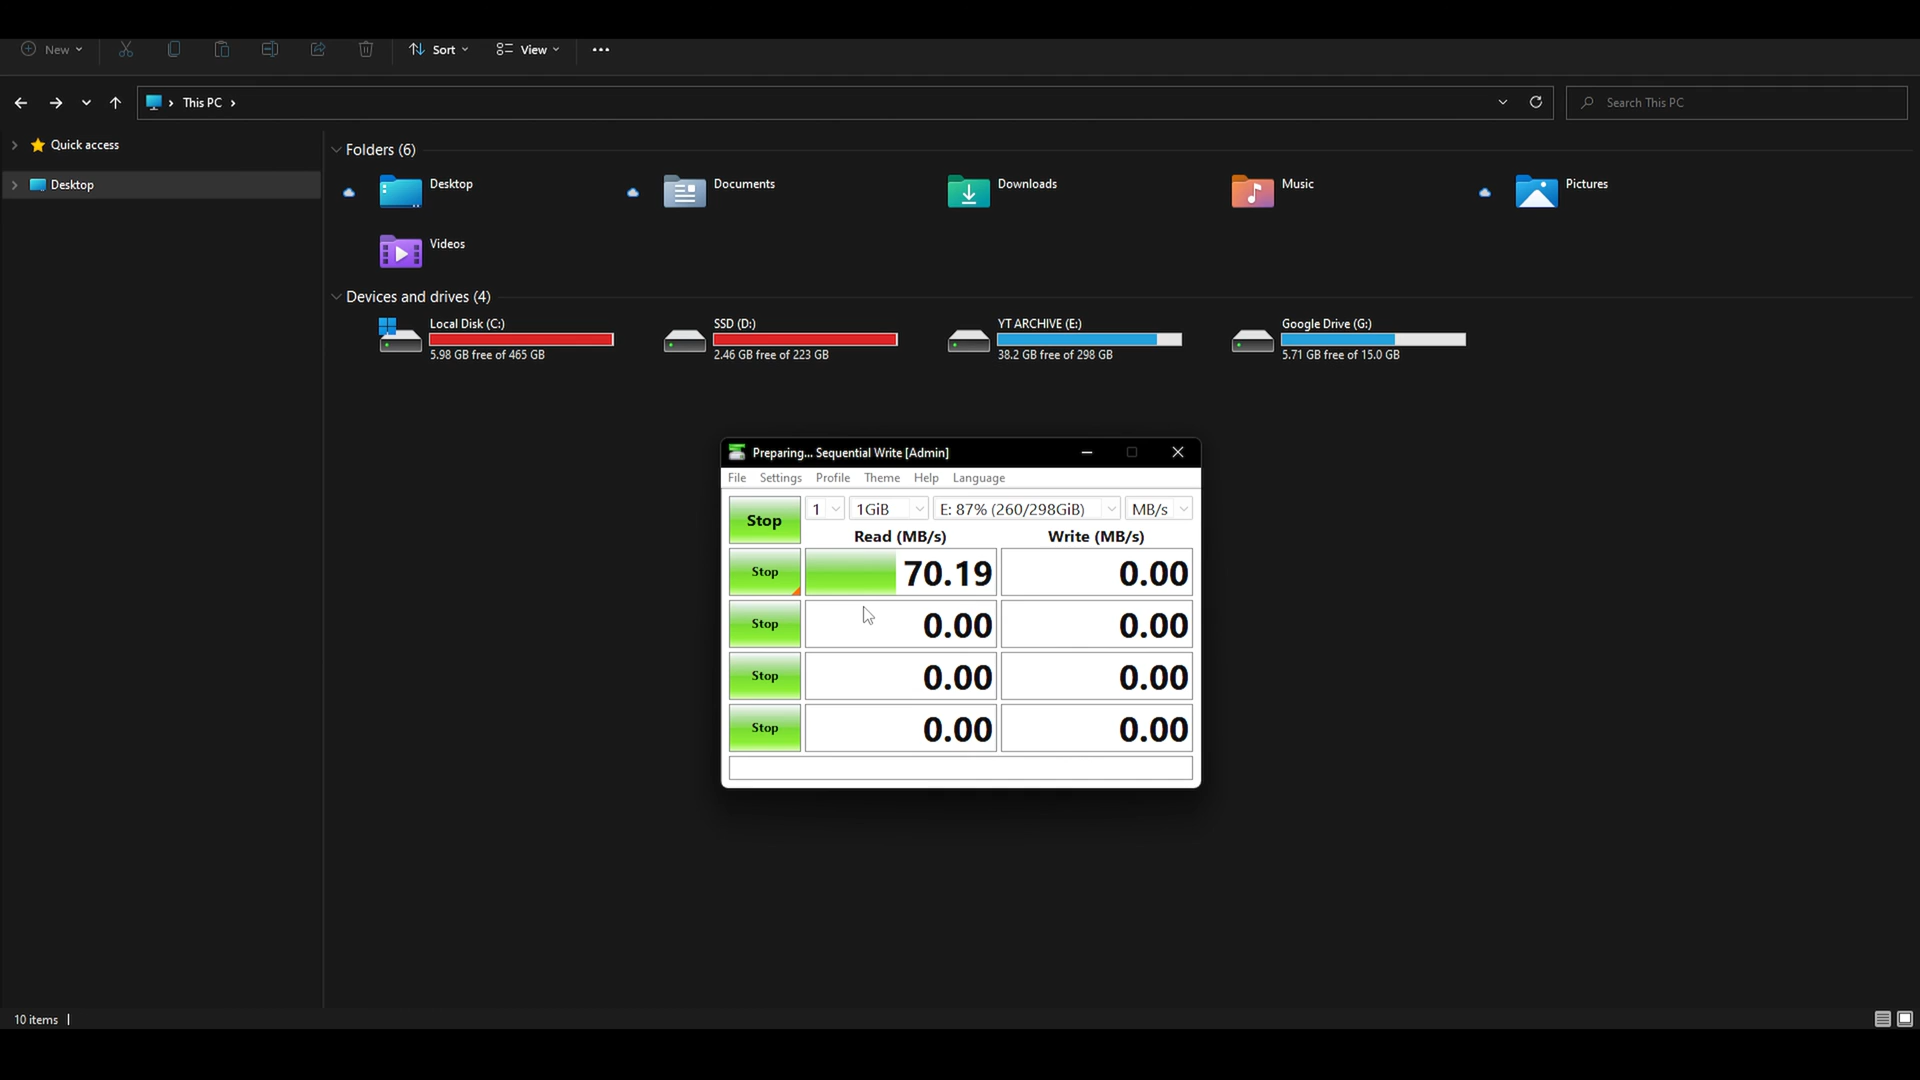 New
Sort
View
This PC
Search This PC
Quick access
Desktop
Folders (6)
Desktop
Documents
Downloads
Music
Pictures
Videos
Devices and drives (4)
Local Disk (C:)
5.98 GB free of 465 GB
SSD (D:)
2.46 GB free of 223 GB
YT ARCHIVE (E:)
38.2 GB free of 298 GB
Google Drive (G:)
5.71 GB free of 15.0 GB
Preparing... Sequential Write [Admin]
File Settings Profile Theme Help Language
Stop 1 1GiB E: 87% (260/298GiB) MB/s
Read (MB/s) Write (MB/s)
Stop 70.19 0.00
Stop 0.00 0.00
Stop 0.00 0.00
Stop 0.00 0.00
10 items